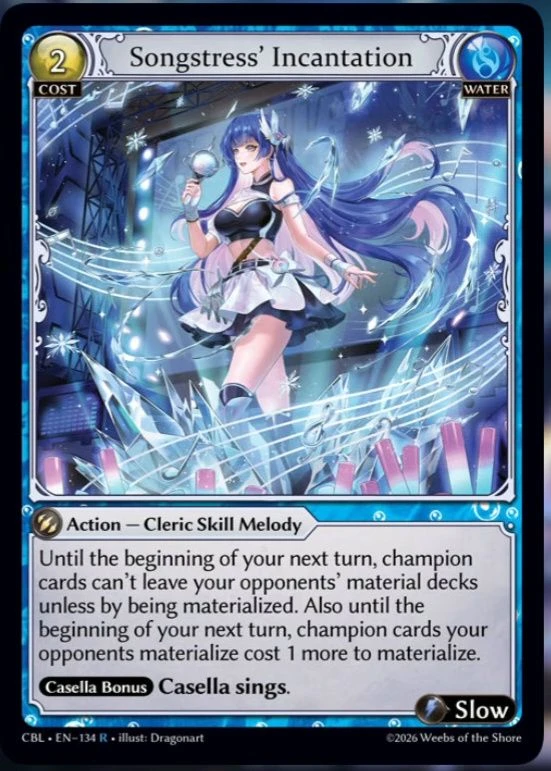 2
Songstress' Incantation
COST
WATER
Action — Cleric Skill Melody
Until the beginning of your next turn, champion
cards can't leave your opponents' material decks
unless by being materialized. Also until the
beginning of your next turn, champion cards your
opponents materialize cost 1 more to materialize.
Casella Bonus Casella sings.
Slow
CBL • EN–134 R • illust: Dragonart
©2026 Weebs of the Shore